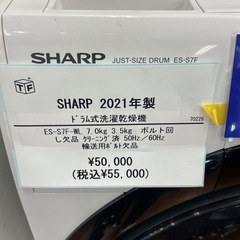 SHARP JUST-SIZE DRUM ES-S7F
TF
SHARP 2021年製
ドラム式洗濯乾燥機
70226
ES-S7F-WL 7.0kg 3.5kg ボルト回
し欠品 クリーニング済 50Hz/60Hz
輸送用ボルト欠品
¥50,000
(税込¥55,000)